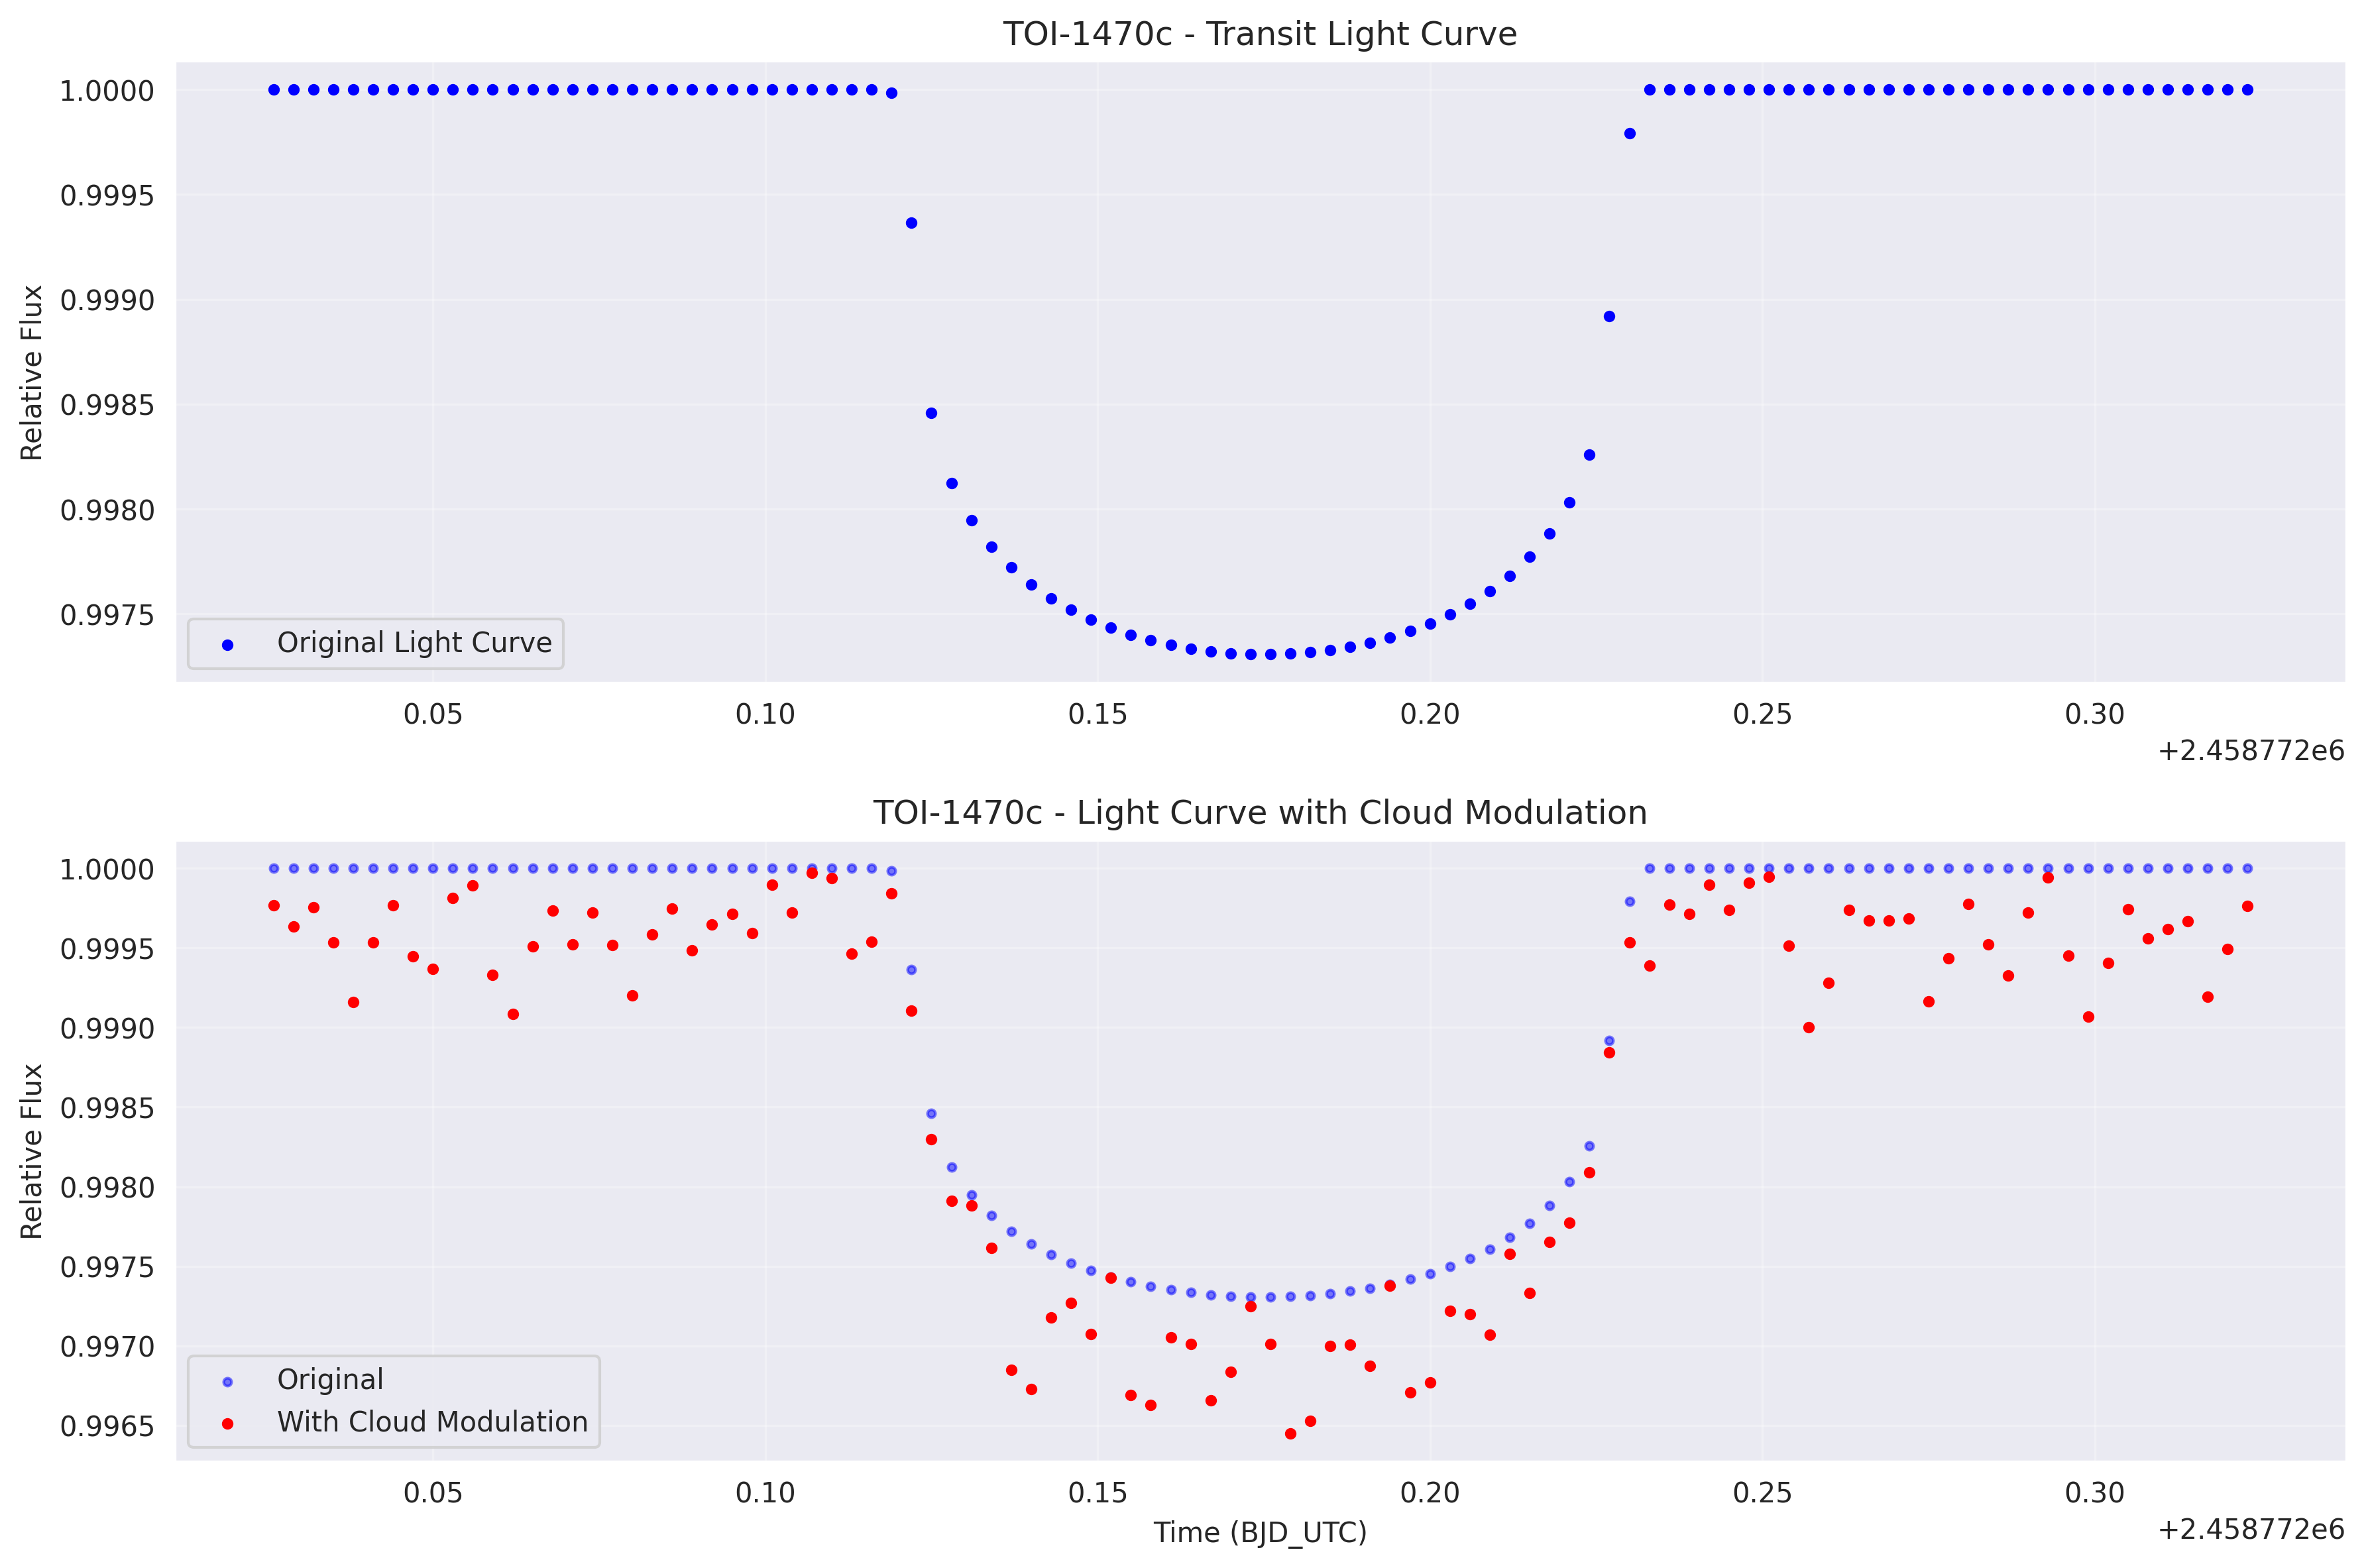 TOI-1470c - Transit Light Curve
Relative Flux
1.0000
0.9995
0.9990
0.9985
0.9980
0.9975
Original Light Curve
0.05 0.10 0.15 0.20 0.25 0.30
+2.458772e6
TOI-1470c - Light Curve with Cloud Modulation
Relative Flux
1.0000
0.9995
0.9990
0.9985
0.9980
0.9975
0.9970
0.9965
Original
With Cloud Modulation
0.05 0.10 0.15 0.20 0.25 0.30
Time (BJD_UTC)
+2.458772e6